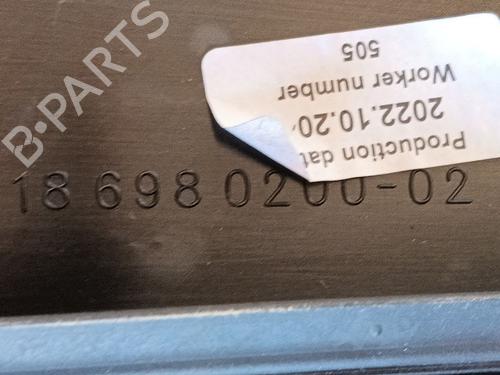 B-PARTS
Production dat
2022.10.20
Worker number
505
18 698 0200-02